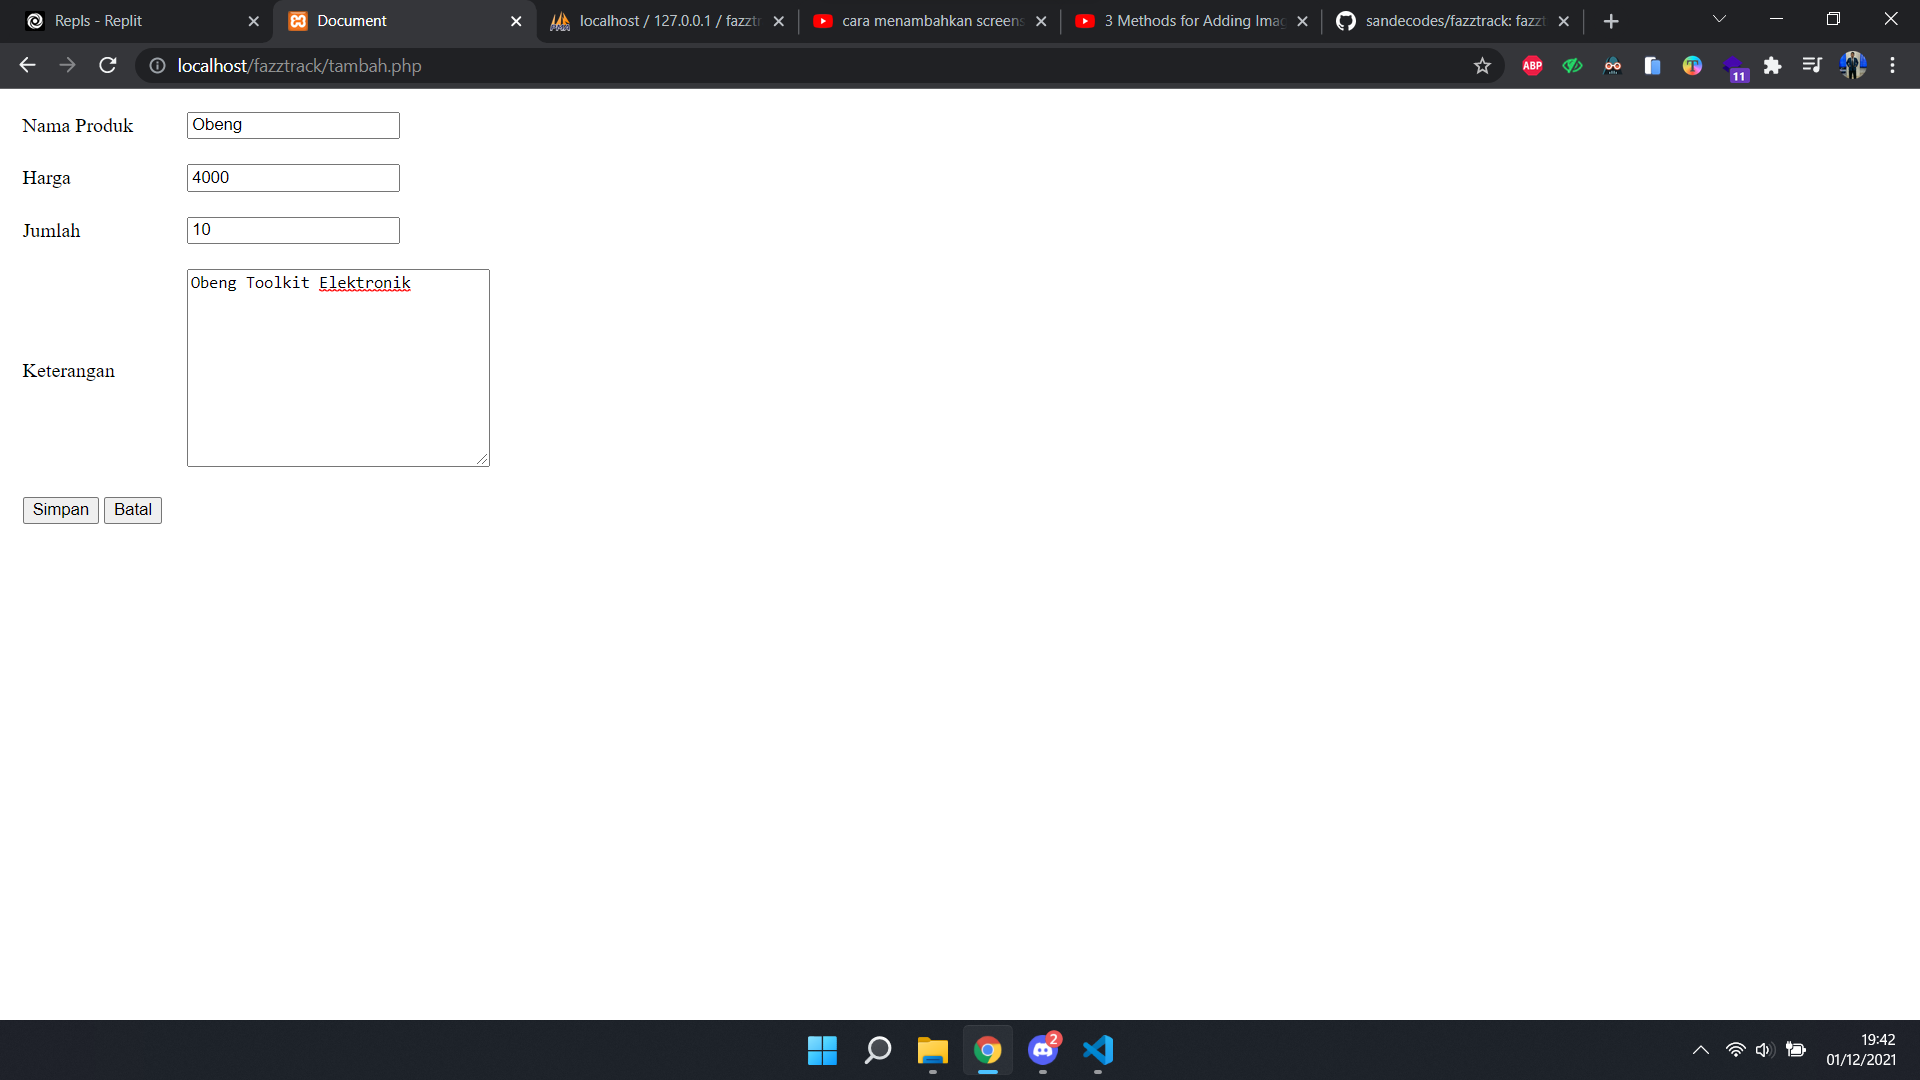 Repls - Replit
Document
localhost / 127.0.0.1 / fazztr
cara menambahkan screens
3 Methods for Adding Imag
sandecodes/fazztrack: fazzt
localhost/fazztrack/tambah.php
ABP
11
Nama Produk
Obeng
Harga
4000
Jumlah
10
Keterangan
Obeng Toolkit Elektronik
Simpan
Batal
2
19:42
01/12/2021